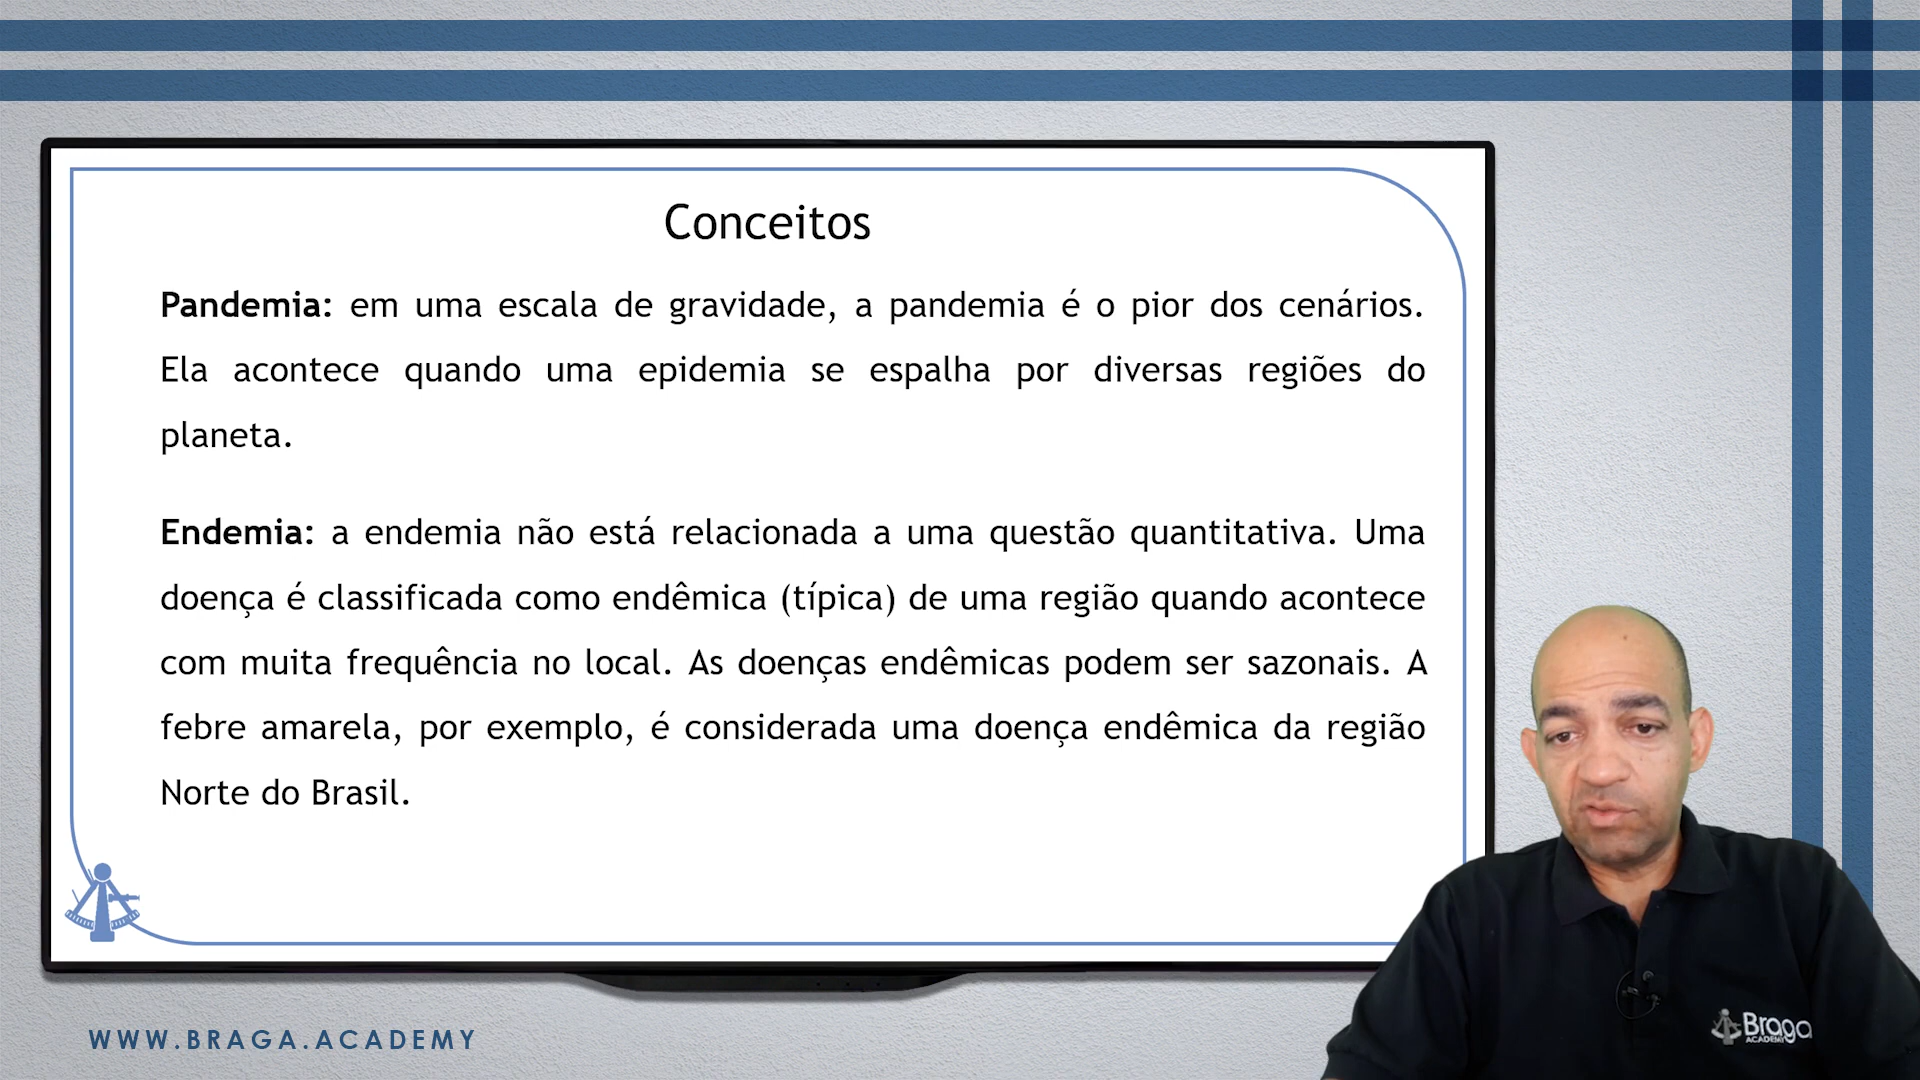 Conceitos
Pandemia: em uma escala de gravidade, a pandemia é o pior dos cenários.
Ela acontece quando uma epidemia se espalha por diversas regiões do
planeta.
Endemia: a endemia não está relacionada a uma questão quantitativa. Uma
doença é classificada como endêmica (típica) de uma região quando acontece
com muita frequência no local. As doenças endêmicas podem ser sazonais. A
febre amarela, por exemplo, é considerada uma doença endêmica da região
Norte do Brasil.
WWW.BRAGA.ACADEMY
Braga
ACADEMY